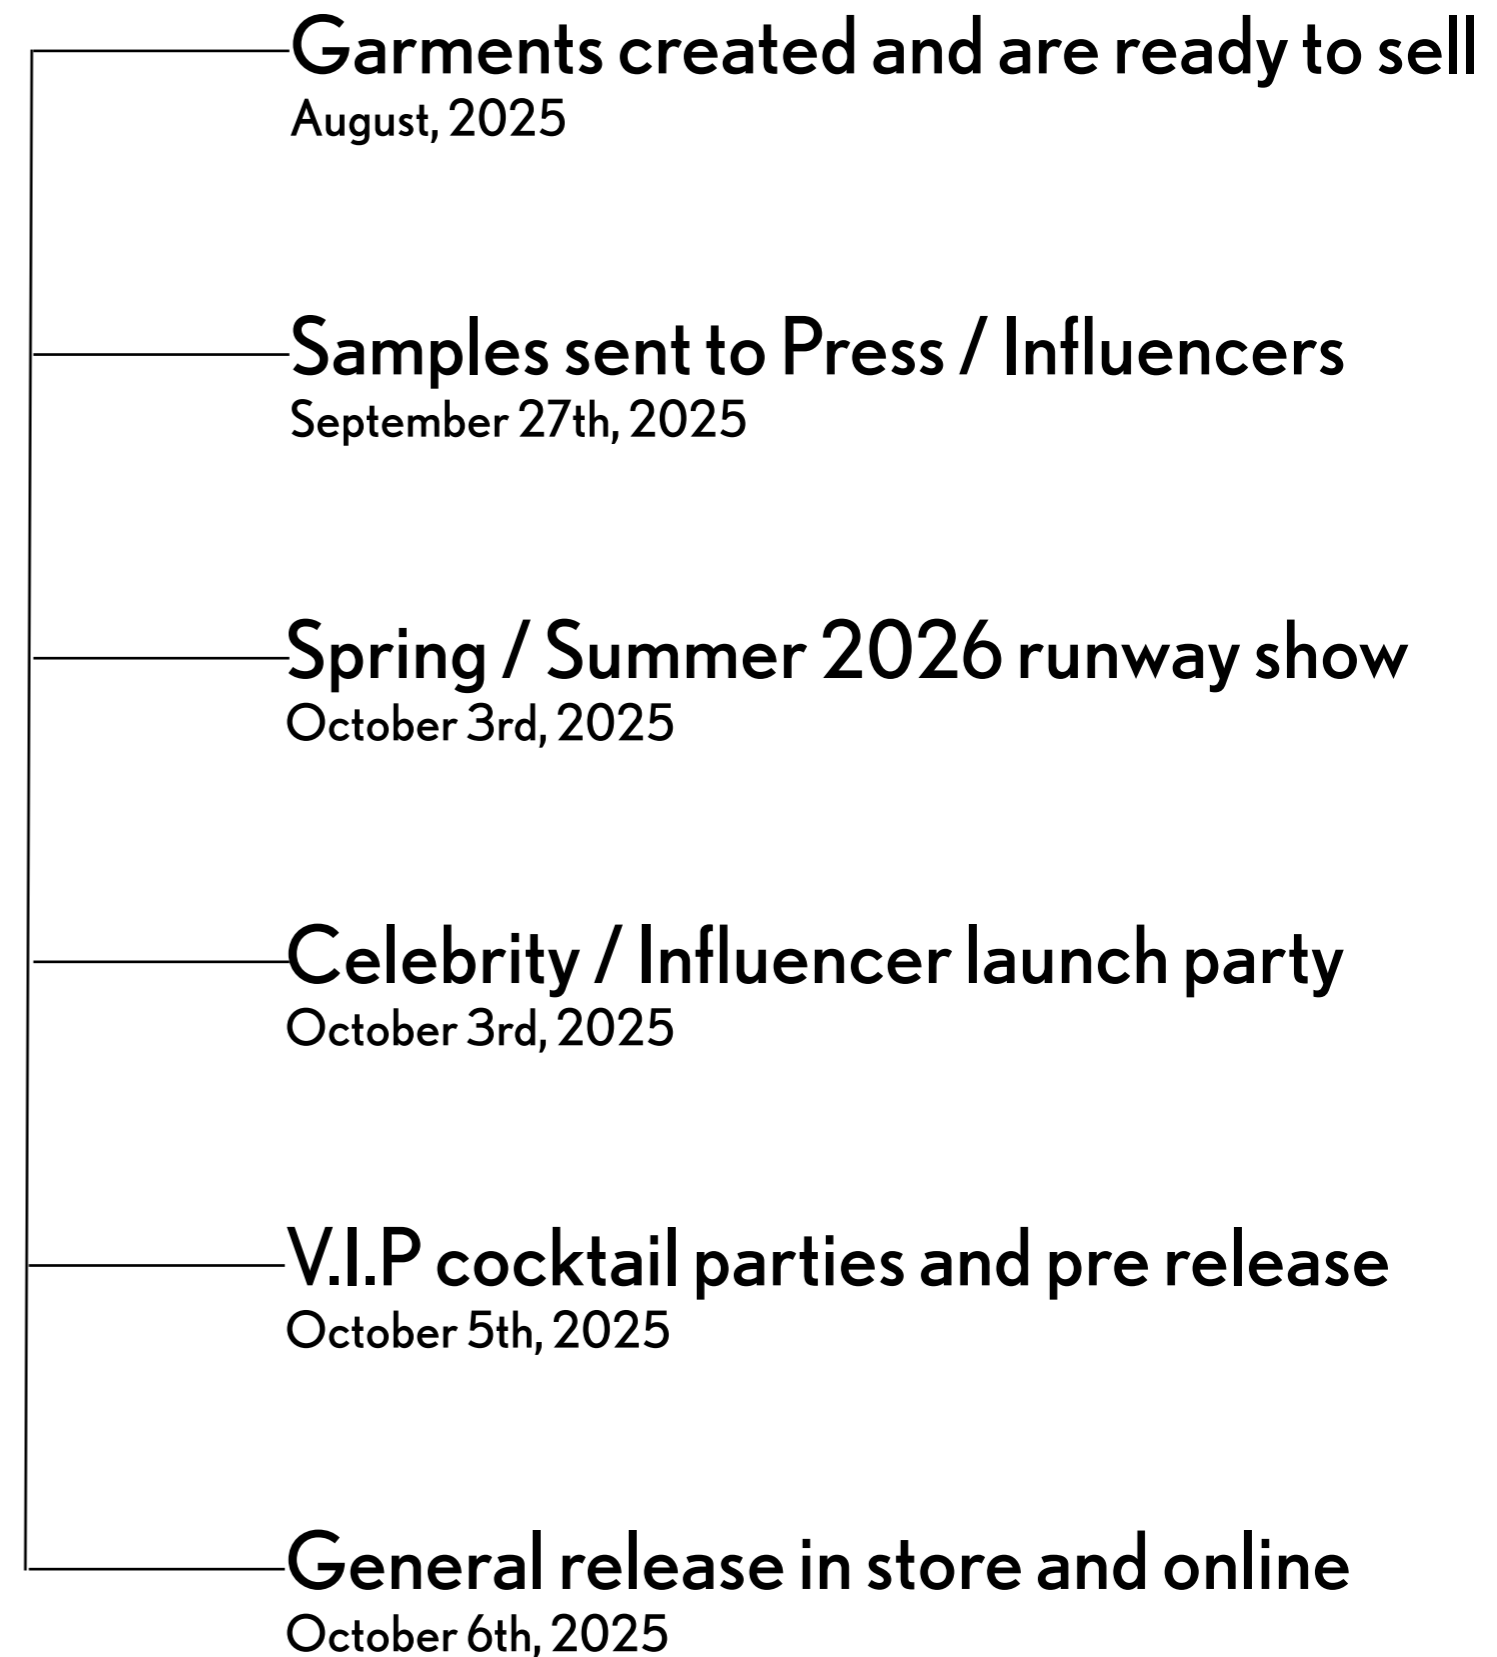 Garments created and are ready to sell
August, 2025
Samples sent to Press / Influencers
September 27th, 2025
Spring / Summer 2026 runway show
October 3rd, 2025
Celebrity / Influencer launch party
October 3rd, 2025
V.I.P cocktail parties and pre release
October 5th, 2025
General release in store and online
October 6th, 2025